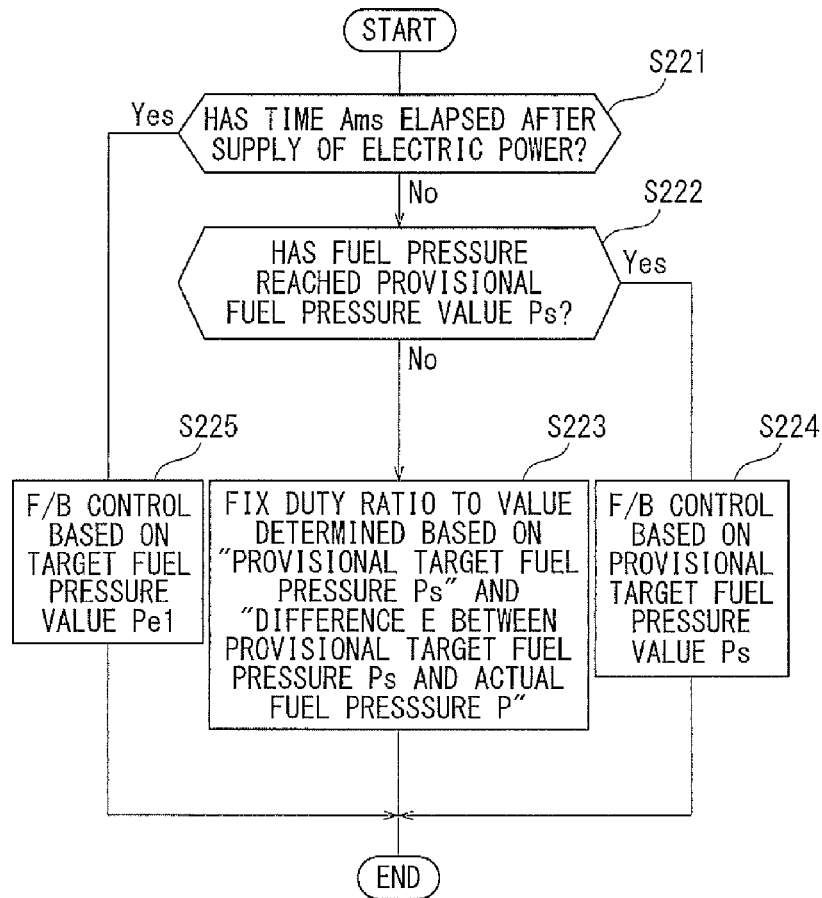 START
S221
Yes
HAS TIME Ams ELAPSED AFTER
SUPPLY OF ELECTRIC POWER?
No
S222
HAS FUEL PRESSURE
REACHED PROVISIONAL
FUEL PRESSURE VALUE Ps?
Yes
No
S225
F/B CONTROL
BASED ON
TARGET FUEL
PRESSURE
VALUE Pe1
S223
FIX DUTY RATIO TO VALUE
DETERMINED BASED ON
"PROVISIONAL TARGET FUEL
PRESSURE Ps" AND
"DIFFERENCE E BETWEEN
PROVISIONAL TARGET FUEL
PRESSURE Ps AND ACTUAL
FUEL PRESSSURE P"
S224
F/B CONTROL
BASED ON
PROVISIONAL
TARGET FUEL
PRESSURE
VALUE Ps
END